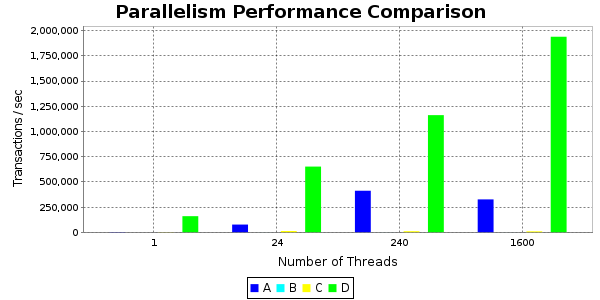 Parallelism Performance Comparison
2,000,000
1,750,000
1,500,000
1,250,000
1,000,000
750,000
500,000
250,000
0
Transactions / sec
1 24 240 1600
Number of Threads
A B C D